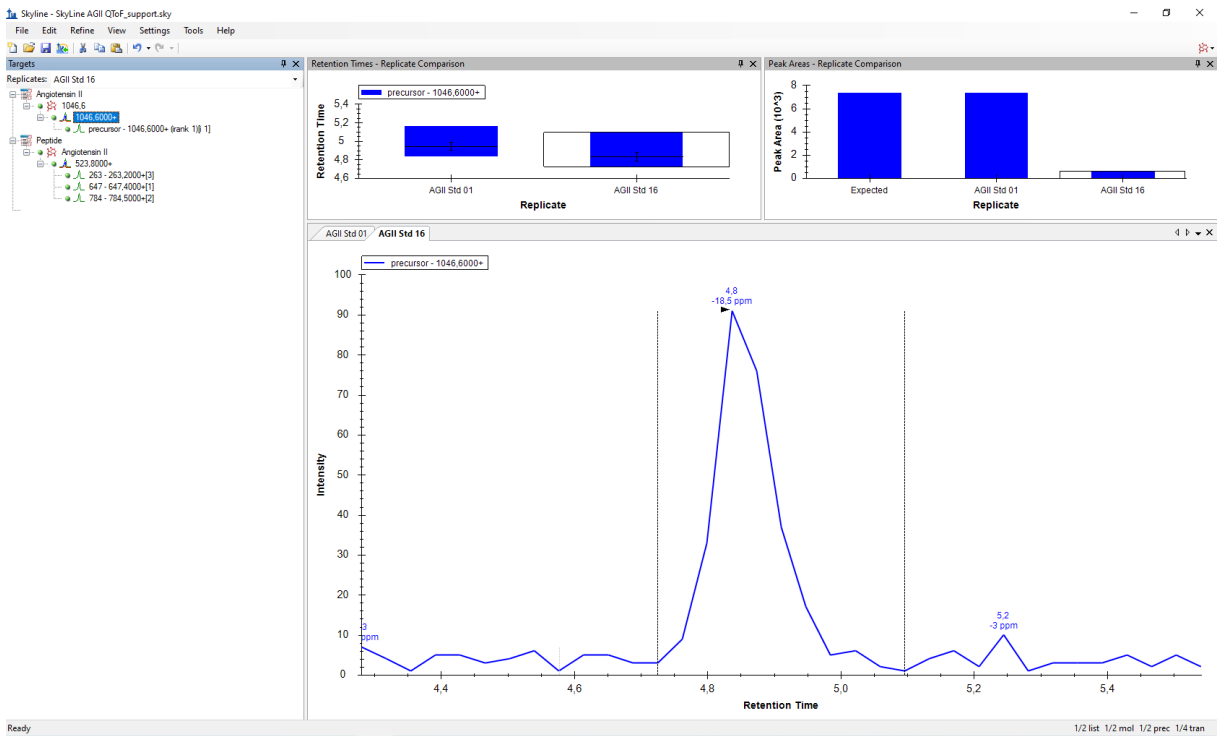 Skyline - SkyLine AGII QToF_support.sky
File Edit Refine View Settings Tools Help
Targets
Replicates: AGII Std 16
Angiotensin II
1046,6
1046,6000+
precursor - 1046,6000+ (rank 1)) 1]
Peptide
Angiotensin II
523,8000+
263 - 263,2000+[3]
647 - 647,4000+[1]
784 - 784,5000+[2]
Retention Times - Replicate Comparison
precursor - 1046,6000+
Retention Time
5,4
5,2
5
4,8
4,6
AGII Std 01 AGII Std 16
Replicate
Peak Areas - Replicate Comparison
Peak Area (10^3)
8
6
4
2
0
Expected AGII Std 01 AGII Std 16
Replicate
AGII Std 01 AGII Std 16
precursor - 1046,6000+
Intensity
100
90
80
70
60
50
40
30
20
10
0
4,8
-18,5 ppm
3
ppm
5,2
-3 ppm
4,4 4,6 4,8 5,0 5,2 5,4
Retention Time
Ready
1/2 list 1/2 mol 1/2 prec 1/4 tran